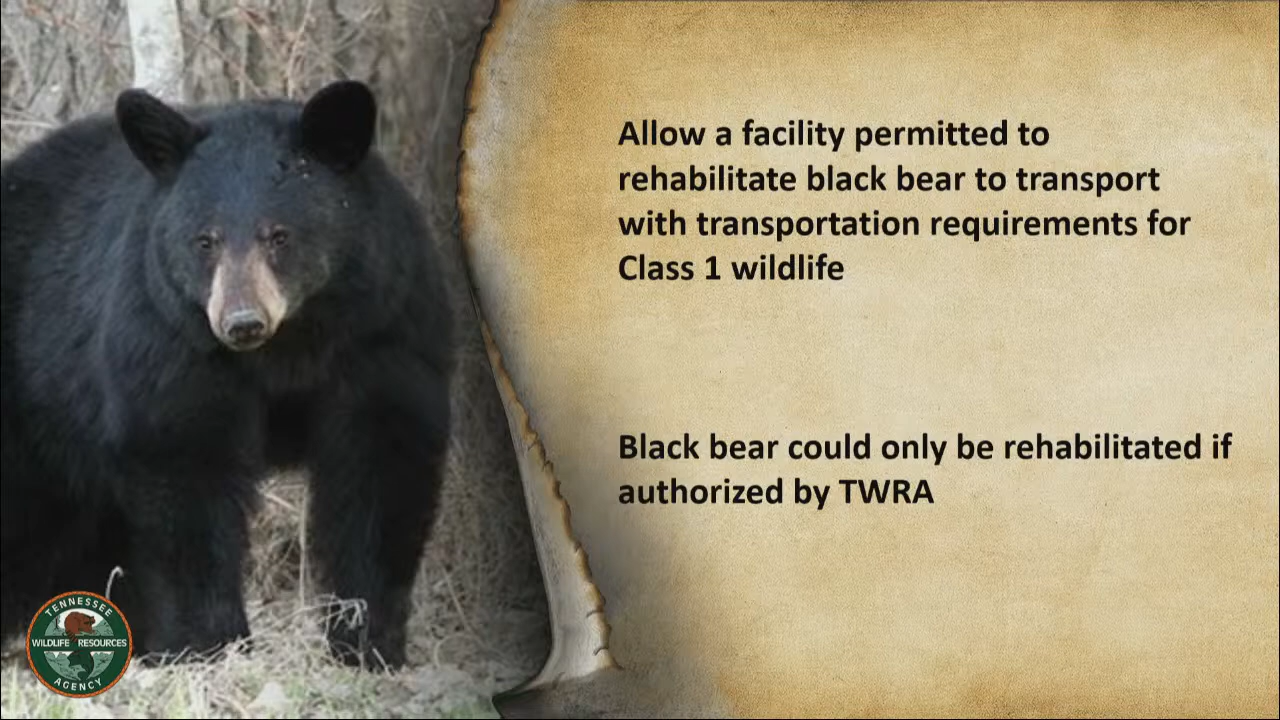 Allow a facility permitted to
rehabilitate black bear to transport
with transportation requirements for
Class 1 wildlife
Black bear could only be rehabilitated if
authorized by TWRA
TENNESSEE
WILDLIFE RESOURCES
AGENCY